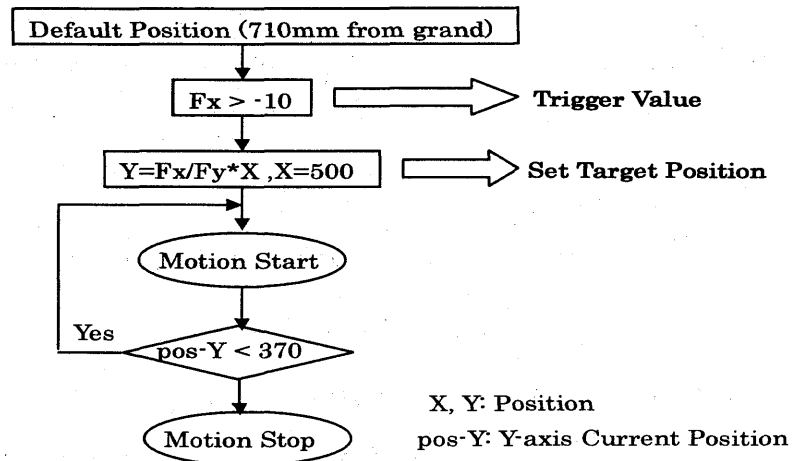 Default Position (710mm from grand)
Fx > -10
Trigger Value
Y=Fx/Fy*X ,X=500
Set Target Position
Motion Start
Yes
pos-Y < 370
X, Y: Position
Motion Stop
pos-Y: Y-axis Current Position